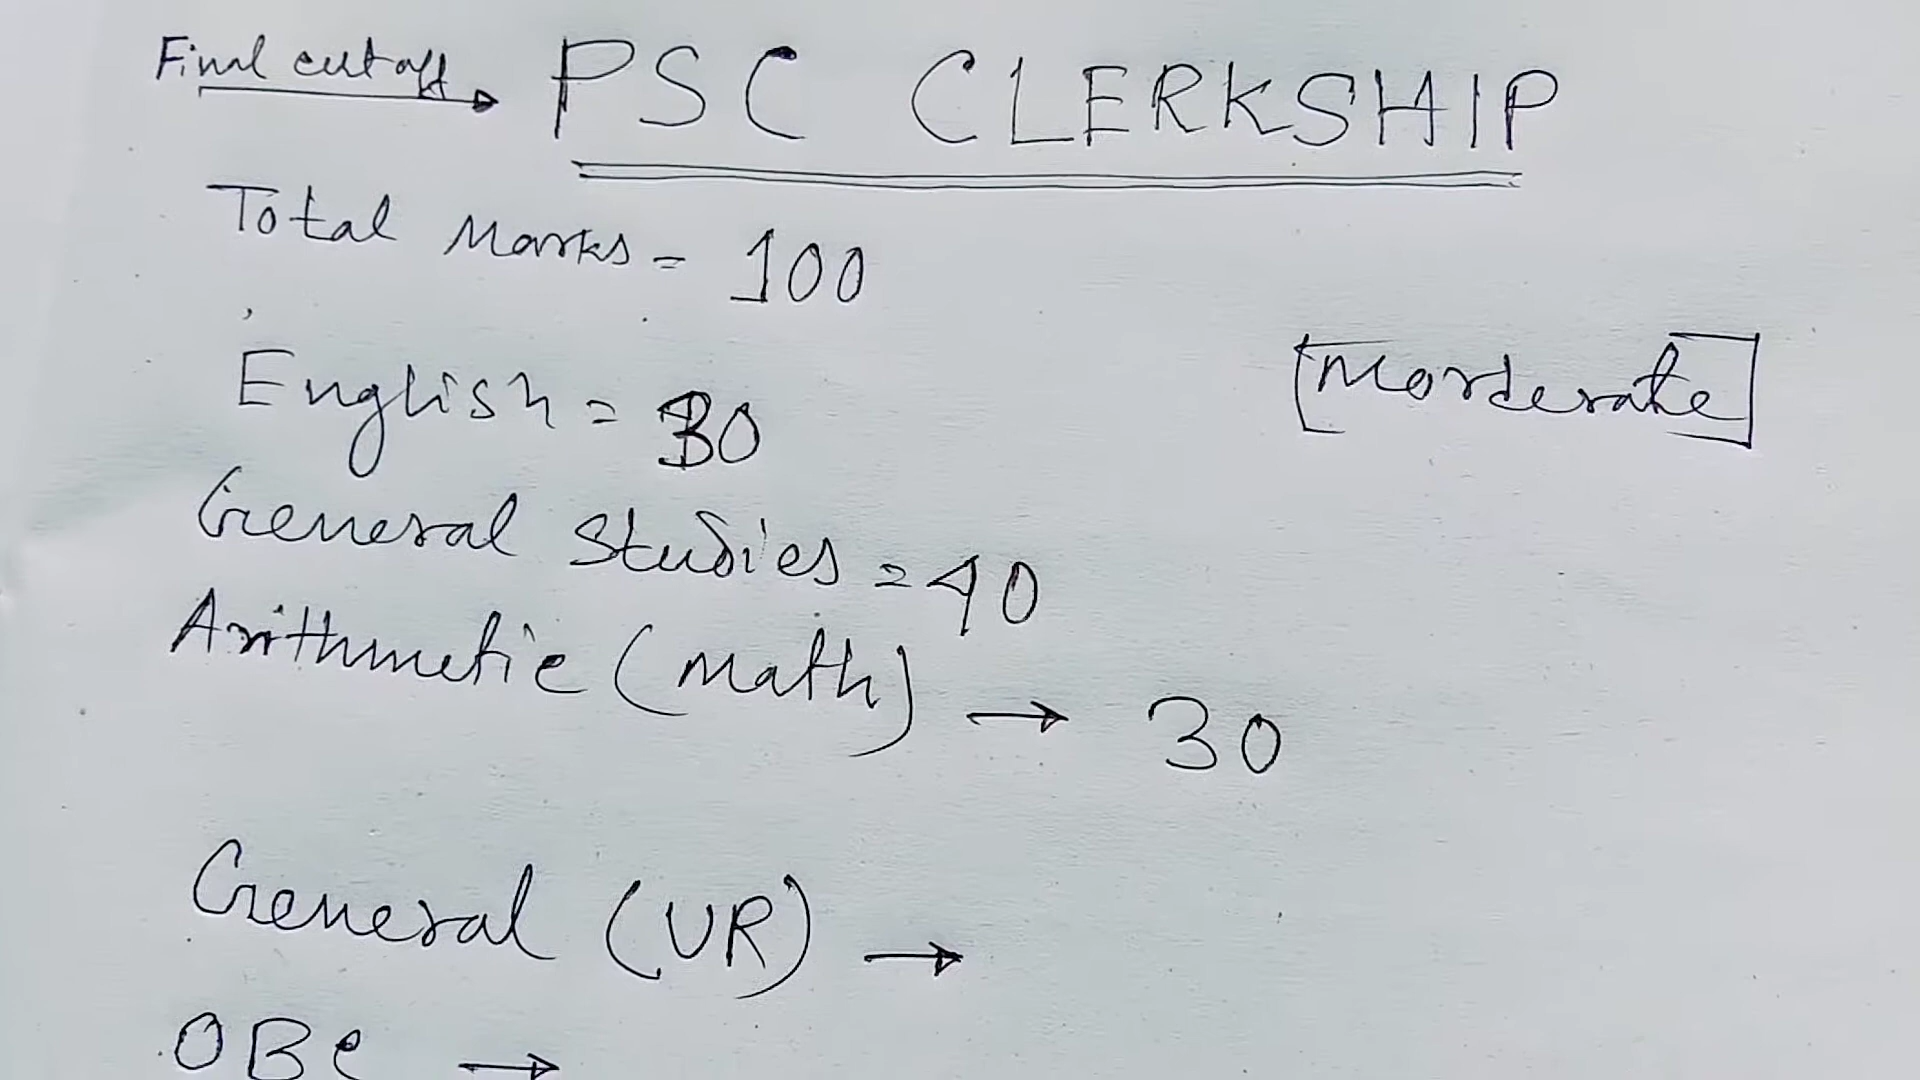 Final cutoff → PSC CLERKSHIP
Total Marks = 100
English = 30
[Morderate]
General Studies = 40
Arithmetic (Math) → 30
General (UR) →
OBC →